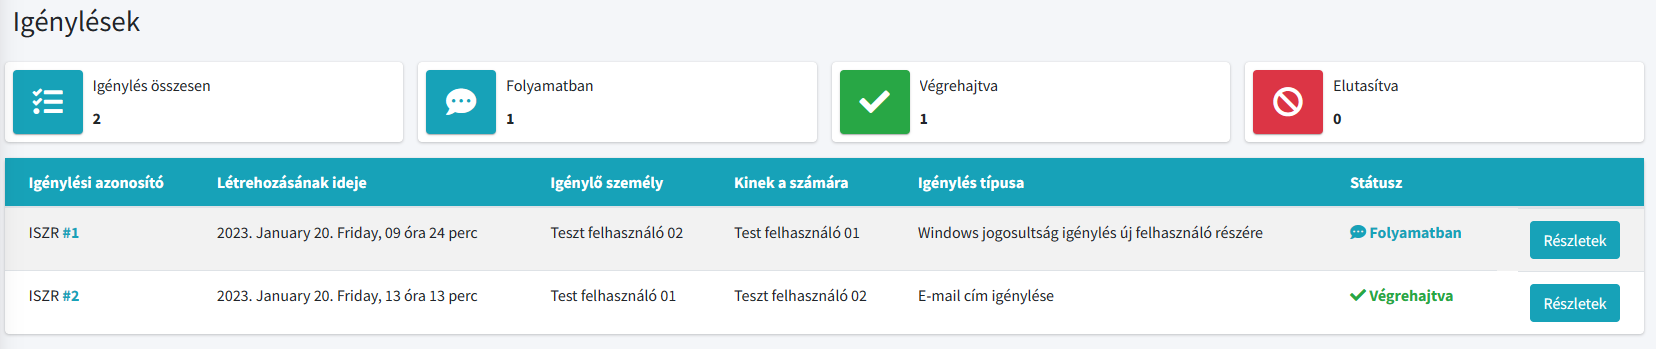 Igénylések
Igénylés összesen
2
Folyamatban
1
Végrehajtva
1
Elutasítva
0
Igénylési azonosító Létrehozásának ideje Igénylő személy Kinek a számára Igénylés típusa Státusz
ISZR #1 2023. January 20. Friday, 09 óra 24 perc Teszt felhasználó 02 Test felhasználó 01 Windows jogosultság igénylés új felhasználó részére Folyamatban Részletek
ISZR #2 2023. January 20. Friday, 13 óra 13 perc Test felhasználó 01 Teszt felhasználó 02 E-mail cím igénylése Végrehajtva Részletek